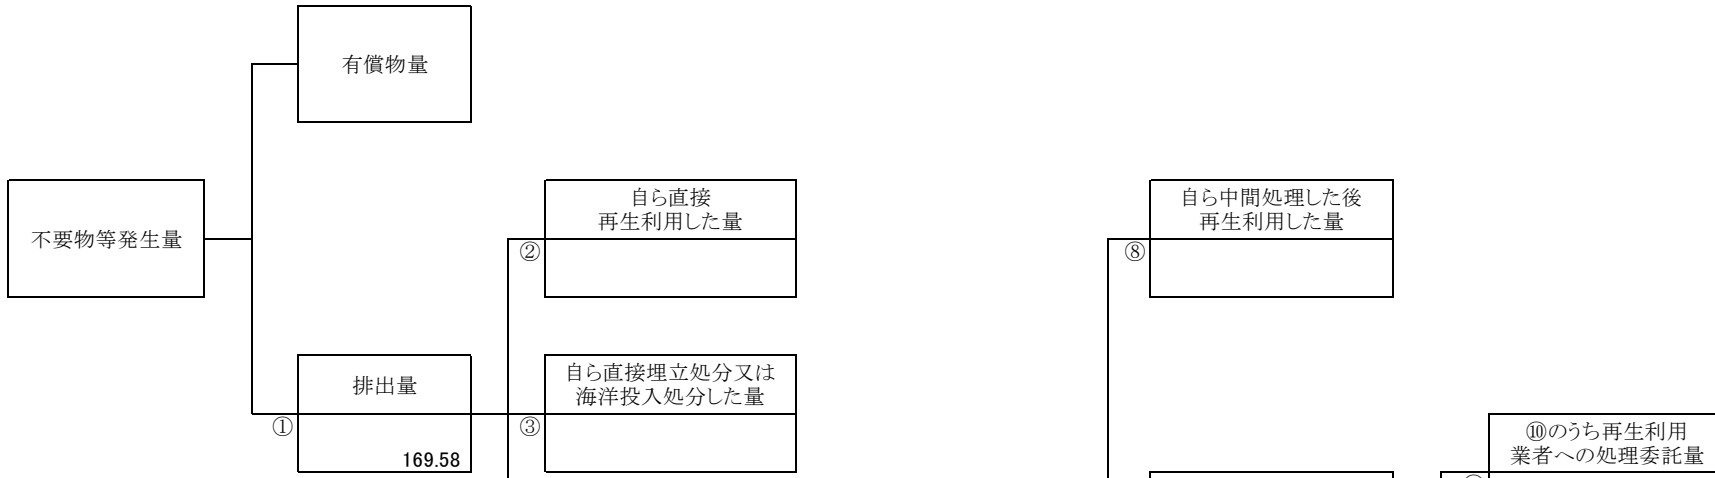 有償物量
不要物等発生量
自ら直接
再生利用した量
②
自ら中間処理した後
再生利用した量
⑧
排出量
①
169.58
自ら直接埋立処分又は
海洋投入処分した量
③
⑩のうち再生利用
業者への処理委託量